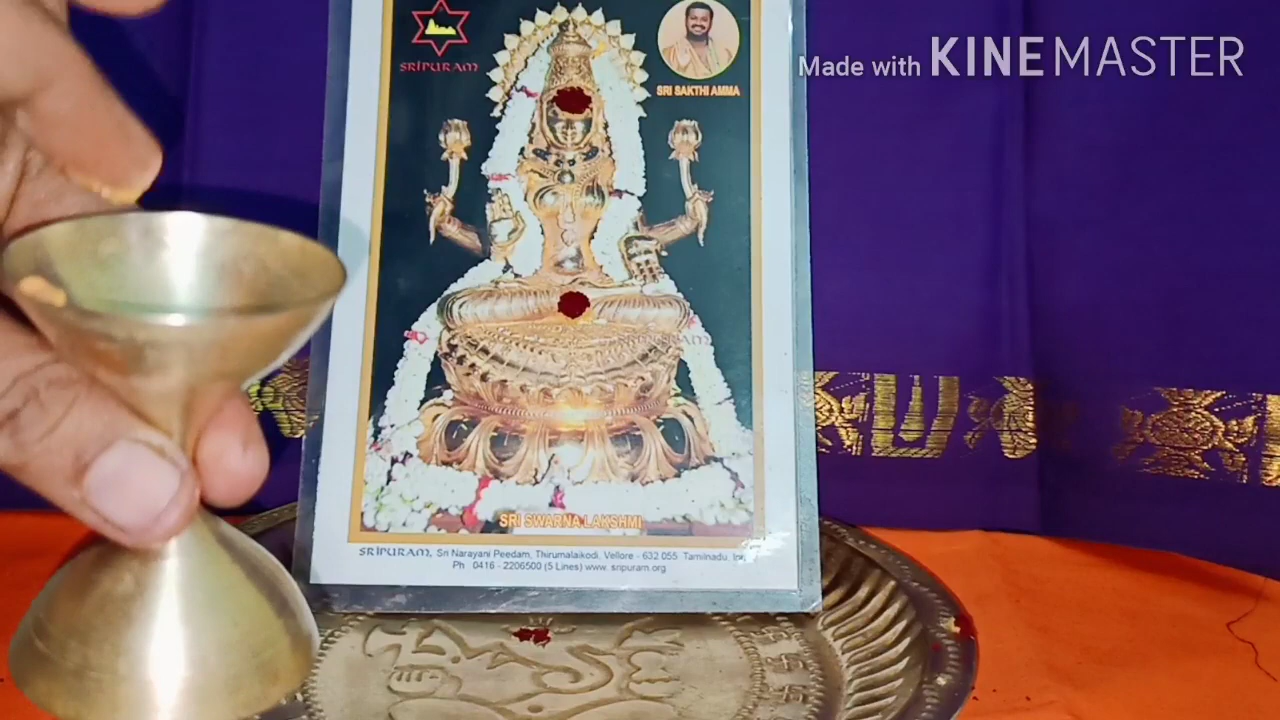 Made with KINEMASTER
SRIPURAM
SRI SAKTHI AMMA
SRIPURAM
SRI SWARNA LAKSHMI
SRIPURAM, Sri Narayani Peedam, Thirumalaikodi, Vellore - 632 055 Tamilnadu,
Ph 0416 - 2206500 (5 Lines) www. sripuram.org